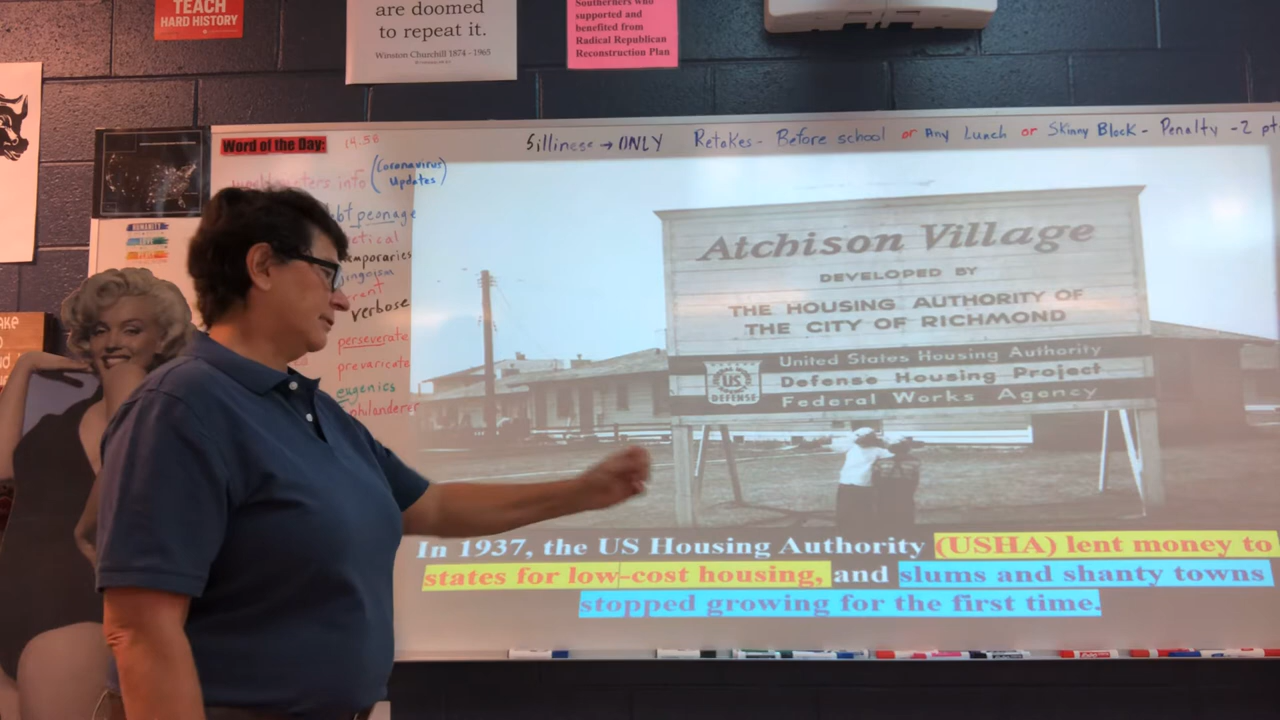 TEACH
HARD HISTORY
are doomed
to repeat it.
Winston Churchill 1874 - 1965
Southerners who
supported and
benefited from
Radical Republican
Reconstruction Plan
Silliness → ONLY Retakes - Before school or Any Lunch or Skinny Block - Penalty -2 pt
Word of the Day:
(Coronavirus
Updates)
peonage
verbose
perseverate
prevaricate
eugenics
philanderer
HUMANITY
Atchison Village
DEVELOPED BY
THE HOUSING AUTHORITY OF
THE CITY OF RICHMOND
United States Housing Authority
Defense Housing Project
Federal Works Agency
US
DEFENSE
In 1937, the US Housing Authority (USHA) lent money to
states for low-cost housing, and slums and shanty towns
stopped growing for the first time.